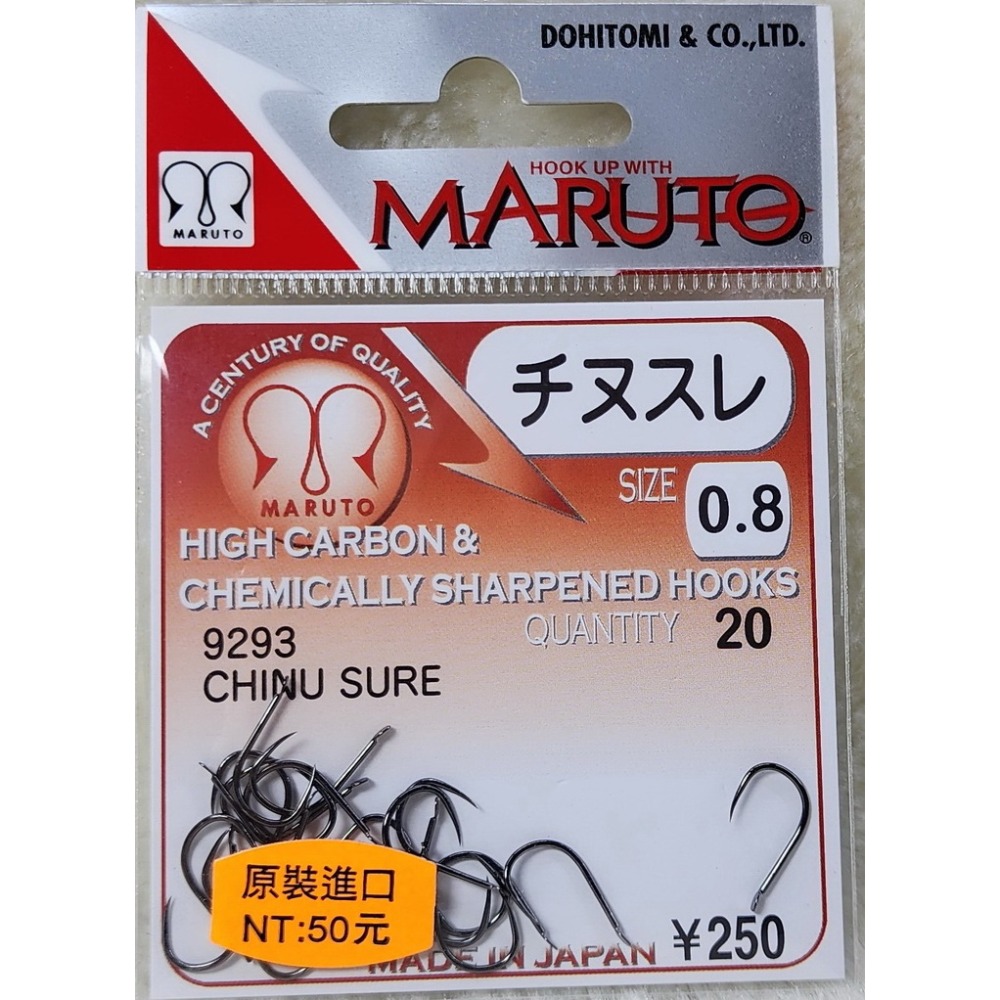 DOHITOMI & CO.,LTD.
HOOK UP WITH
MARUTO®
MARUTO
A CENTURY OF QUALITY
MARUTO
チヌスレ
SIZE 0.8
HIGH CARBON &
CHEMICALLY SHARPENED HOOKS
QUANTITY 20
9293
CHINU SURE
原裝進口
NT:50元
¥250
MADE IN JAPAN